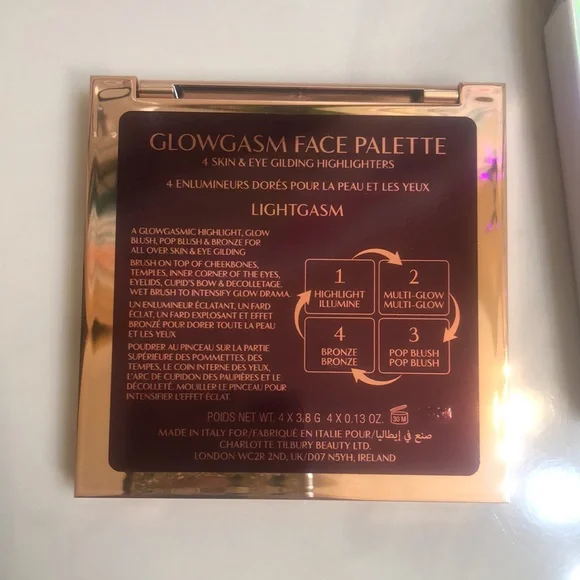 GLOWGASM FACE PALETTE
4 SKIN & EYE GILDING HIGHLIGHTERS
4 ENLUMINEURS DORÉS POUR LA PEAU ET LES YEUX
LIGHTGASM
A GLOWGASMIC HIGHLIGHT, GLOW
BLUSH, POP BLUSH & BRONZE FOR
ALL OVER SKIN & EYE GILDING
BRUSH ON TOP OF CHEEKBONES,
TEMPLES, INNER CORNER OF THE EYES,
EYELIDS, CUPID'S BOW & DECOLLETAGE.
WET BRUSH TO INTENSIFY GLOW DRAMA.
UN ENLUMINEUR ÉCLATANT, UN FARD
ÉCLAT, UN FARD EXPLOSANT ET EFFET
BRONZÉ POUR DORER TOUTE LA PEAU
ET LES YEUX
POUDRER AU PINCEAU SUR LA PARTIE
SUPÉRIEURE DES POMMETTES, DES
TEMPES, LE COIN INTERNE DES YEUX,
L'ARC DE CUPIDON DES PAUPIÈRES ET LE
DÉCOLLETÉ. MOUILLER LE PINCEAU POUR
INTENSIFIER L'EFFET ÉCLAT.
1
HIGHLIGHT
ILLUMINE
2
MULTI-GLOW
MULTI-GLOW
4
BRONZE
BRONZE
3
POP BLUSH
POP BLUSH
POIDS NET WT. 4 X 3.8 G 4 X 0.13 OZ. 30 M
MADE IN ITALY FOR/FABRIQUÉ EN ITALIE POUR/صنع في إيطاليا
CHARLOTTE TILBURY BEAUTY LTD.
LONDON WC2R 2ND, UK/D07 N5YH, IRELAND